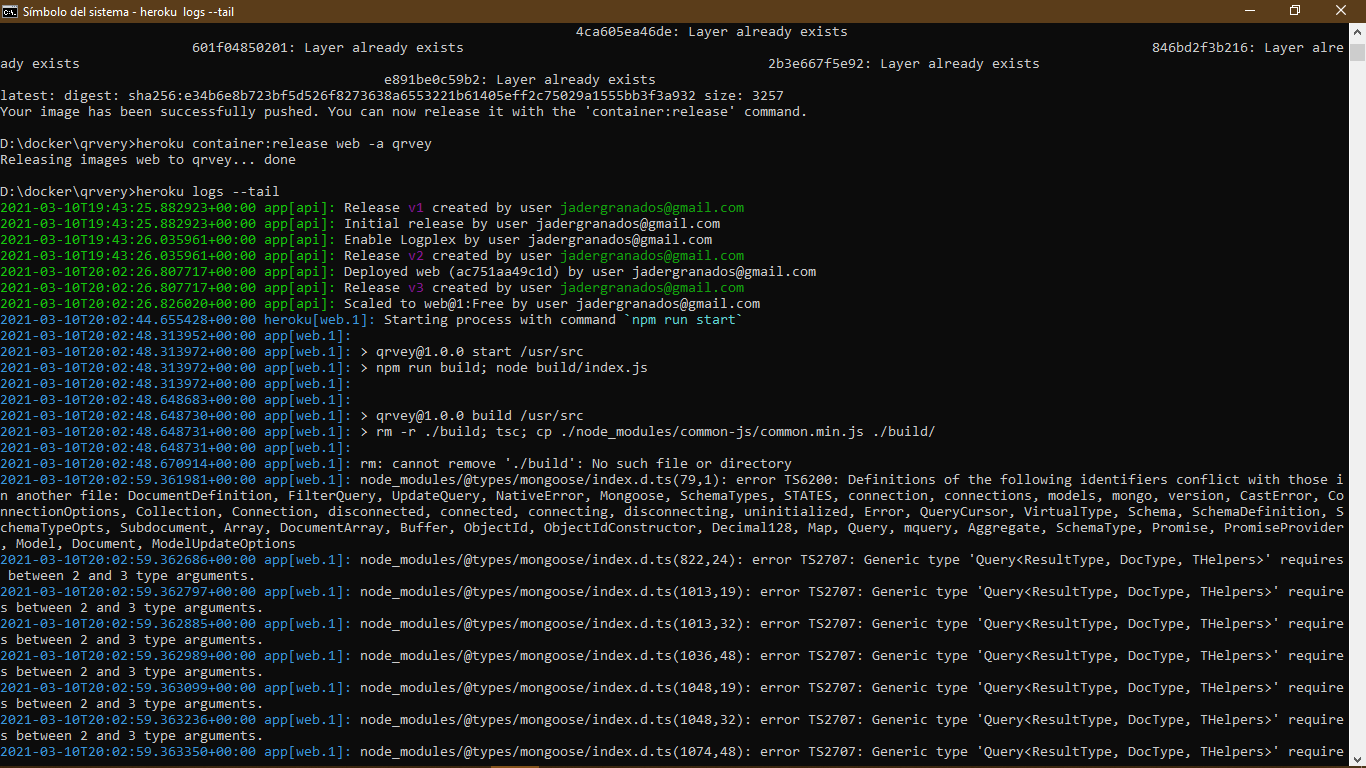 Símbolo del sistema - heroku  logs --tail
4ca605ea46de: Layer already exists
601f04850201: Layer already exists 846bd2f3b216: Layer alre
ady exists 2b3e667f5e92: Layer already exists
e891be0c59b2: Layer already exists
latest: digest: sha256:e34b6e8b723bf5d526f8273638a6553221b61405eff2c75029a1555bb3f3a932 size: 3257
Your image has been successfully pushed. You can now release it with the 'container:release' command.
D:\docker\qrvery>heroku container:release web -a qrvey
Releasing images web to qrvey... done
D:\docker\qrvery>heroku logs --tail
2021-03-10T19:43:25.882923+00:00 app[api]: Release v1 created by user jadergranados@gmail.com
2021-03-10T19:43:25.882923+00:00 app[api]: Initial release by user jadergranados@gmail.com
2021-03-10T19:43:26.035961+00:00 app[api]: Enable Logplex by user jadergranados@gmail.com
2021-03-10T19:43:26.035961+00:00 app[api]: Release v2 created by user jadergranados@gmail.com
2021-03-10T20:02:26.807717+00:00 app[api]: Deployed web (ac751aa49c1d) by user jadergranados@gmail.com
2021-03-10T20:02:26.807717+00:00 app[api]: Release v3 created by user jadergranados@gmail.com
2021-03-10T20:02:26.826020+00:00 app[api]: Scaled to web@1:Free by user jadergranados@gmail.com
2021-03-10T20:02:44.655428+00:00 heroku[web.1]: Starting process with command `npm run start`
2021-03-10T20:02:48.313952+00:00 app[web.1]:
2021-03-10T20:02:48.313972+00:00 app[web.1]: > qrvey@1.0.0 start /usr/src
2021-03-10T20:02:48.313972+00:00 app[web.1]: > npm run build; node build/index.js
2021-03-10T20:02:48.313972+00:00 app[web.1]:
2021-03-10T20:02:48.648683+00:00 app[web.1]:
2021-03-10T20:02:48.648730+00:00 app[web.1]: > qrvey@1.0.0 build /usr/src
2021-03-10T20:02:48.648731+00:00 app[web.1]: > rm -r ./build; tsc; cp ./node_modules/common-js/common.min.js ./build/
2021-03-10T20:02:48.648731+00:00 app[web.1]:
2021-03-10T20:02:48.670914+00:00 app[web.1]: rm: cannot remove './build': No such file or directory
2021-03-10T20:02:59.361981+00:00 app[web.1]: node_modules/@types/mongoose/index.d.ts(79,1): error TS6200: Definitions of the following identifiers conflict with those i
n another file: DocumentDefinition, FilterQuery, UpdateQuery, NativeError, Mongoose, SchemaTypes, STATES, connection, connections, models, mongo, version, CastError, Co
nnectionOptions, Collection, Connection, disconnected, connected, connecting, disconnecting, uninitialized, Error, QueryCursor, VirtualType, Schema, SchemaDefinition, S
chemaTypeOpts, Subdocument, Array, DocumentArray, Buffer, ObjectId, ObjectIdConstructor, Decimal128, Map, Query, mquery, Aggregate, SchemaType, Promise, PromiseProvider
, Model, Document, ModelUpdateOptions
2021-03-10T20:02:59.362686+00:00 app[web.1]: node_modules/@types/mongoose/index.d.ts(822,24): error TS2707: Generic type 'Query<ResultType, DocType, THelpers>' requires
between 2 and 3 type arguments.
2021-03-10T20:02:59.362797+00:00 app[web.1]: node_modules/@types/mongoose/index.d.ts(1013,19): error TS2707: Generic type 'Query<ResultType, DocType, THelpers>' require
s between 2 and 3 type arguments.
2021-03-10T20:02:59.362885+00:00 app[web.1]: node_modules/@types/mongoose/index.d.ts(1013,32): error TS2707: Generic type 'Query<ResultType, DocType, THelpers>' require
s between 2 and 3 type arguments.
2021-03-10T20:02:59.362989+00:00 app[web.1]: node_modules/@types/mongoose/index.d.ts(1036,48): error TS2707: Generic type 'Query<ResultType, DocType, THelpers>' require
s between 2 and 3 type arguments.
2021-03-10T20:02:59.363099+00:00 app[web.1]: node_modules/@types/mongoose/index.d.ts(1048,19): error TS2707: Generic type 'Query<ResultType, DocType, THelpers>' require
s between 2 and 3 type arguments.
2021-03-10T20:02:59.363236+00:00 app[web.1]: node_modules/@types/mongoose/index.d.ts(1048,32): error TS2707: Generic type 'Query<ResultType, DocType, THelpers>' require
s between 2 and 3 type arguments.
2021-03-10T20:02:59.363350+00:00 app[web.1]: node_modules/@types/mongoose/index.d.ts(1074,48): error TS2707: Generic type 'Query<ResultType, DocType, THelpers>' require